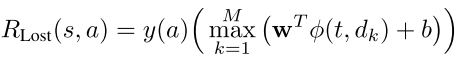 $R_{\text{Lost}}(s, a) = y(a)\Big( \max_{k=1}^{M} \big( \mathbf{w}^T \phi(t, d_k) + b \big) \Big)$